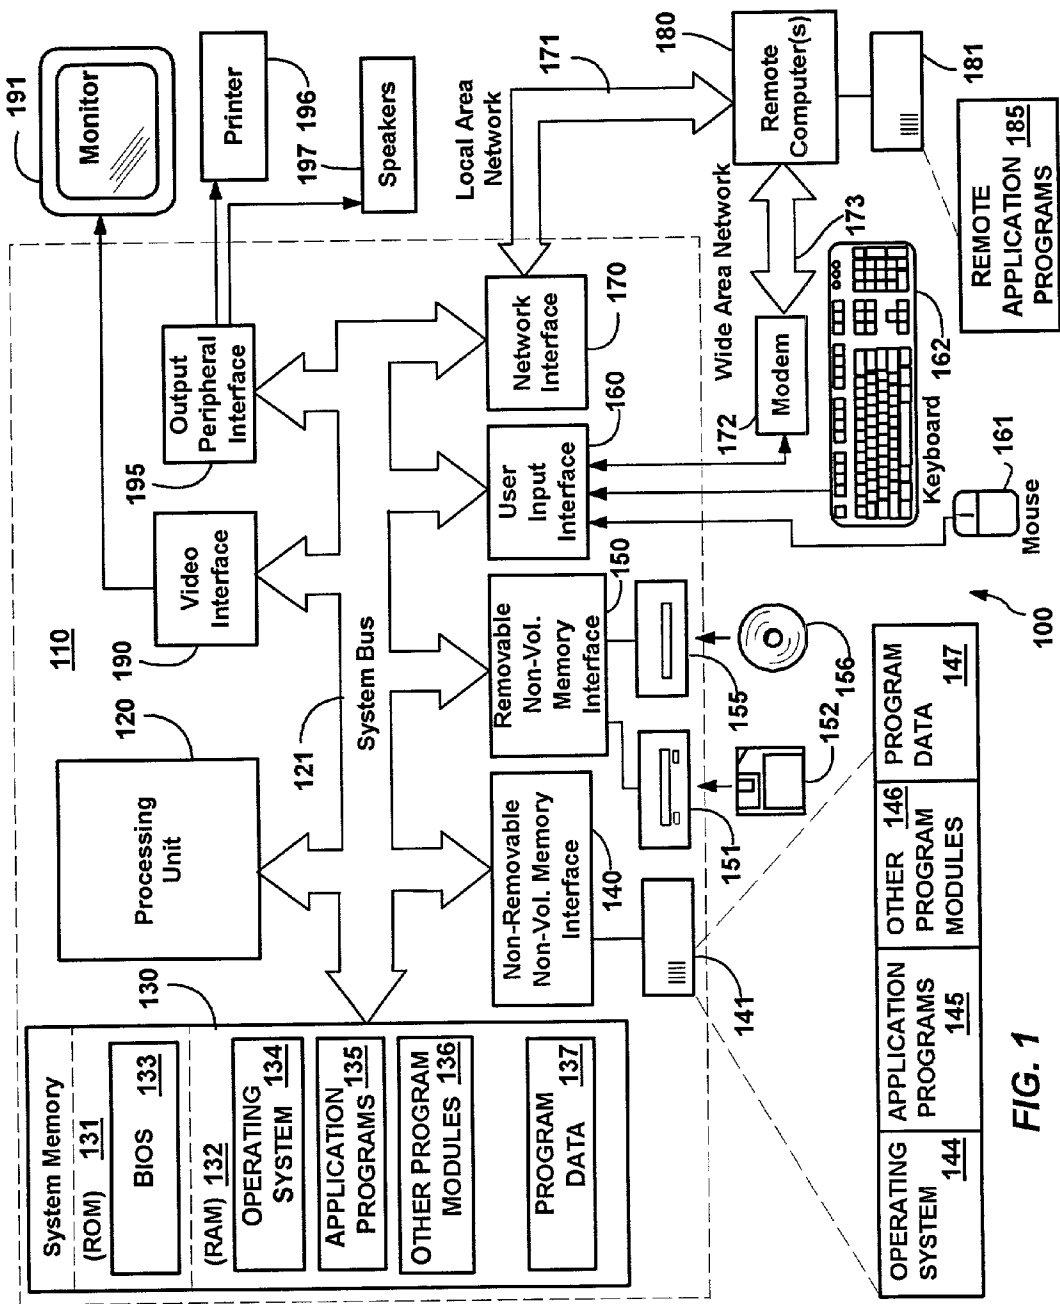 System Memory
(ROM) 131
BIOS 133
(RAM) 132
OPERATING
SYSTEM 134
APPLICATION
PROGRAMS 135
OTHER PROGRAM
MODULES 136
PROGRAM
DATA 137
130
Processing
Unit
120
110
121
System Bus
190
Video
Interface
195
Output
Peripheral
Interface
191
Monitor
Printer
196
197
Speakers
Non-Removable
Non-Vol. Memory
Interface
140
Removable
Non-Vol.
Memory
Interface
150
User
Input
Interface
160
Network
Interface
170
Local Area
Network
171
141
151
152
155
156
172
Modem
Wide Area Network
173
180
Remote
Computer(s)
181
REMOTE
APPLICATION 185
PROGRAMS
Keyboard
162
Mouse
161
100
OPERATING
SYSTEM 144
APPLICATION
PROGRAMS
145
OTHER 146
PROGRAM
MODULES
PROGRAM
DATA
147
FIG. 1